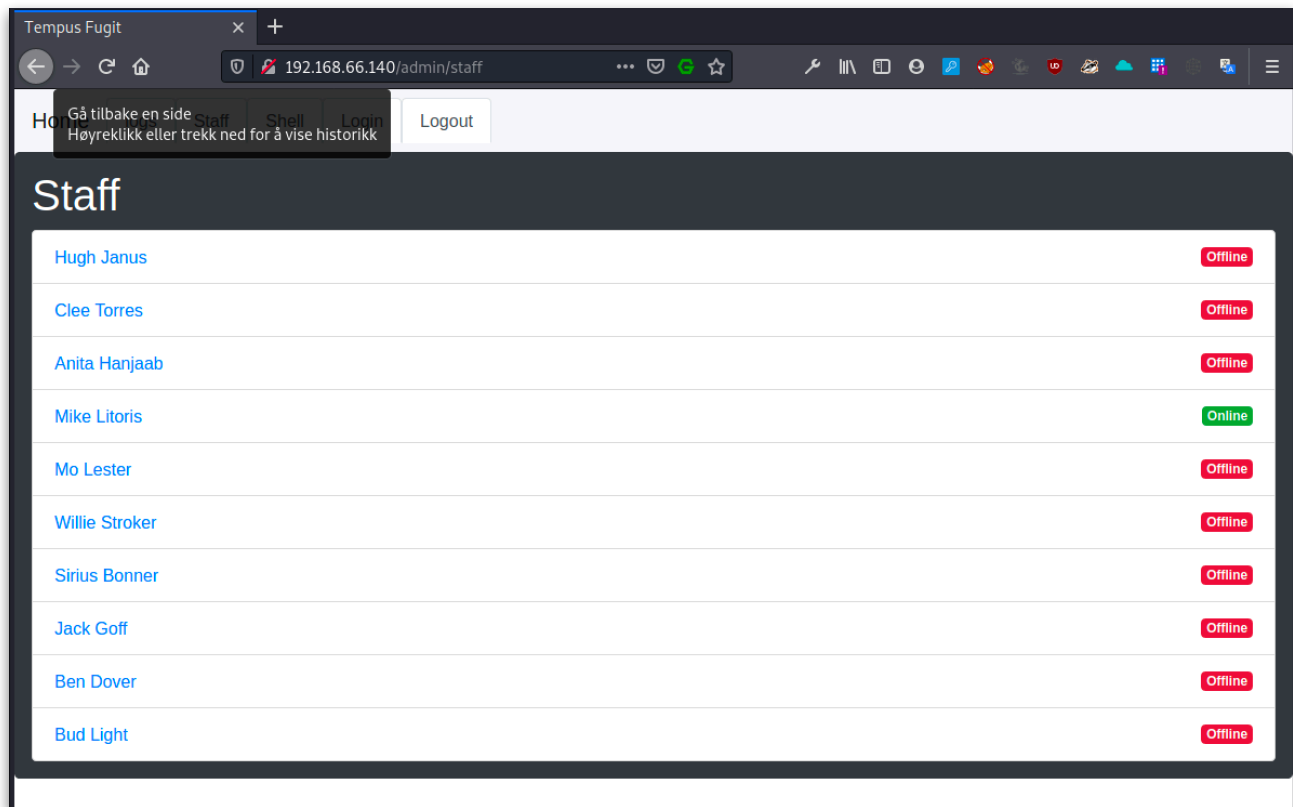 Tempus Fugit
192.168.66.140/admin/staff
Gå tilbake en side
Høyreklikk eller trekk ned for å vise historikk
Home logs Staff Shell Login Logout
Staff
Hugh Janus Offline
Clee Torres Offline
Anita Hanjaab Offline
Mike Litoris Online
Mo Lester Offline
Willie Stroker Offline
Sirius Bonner Offline
Jack Goff Offline
Ben Dover Offline
Bud Light Offline